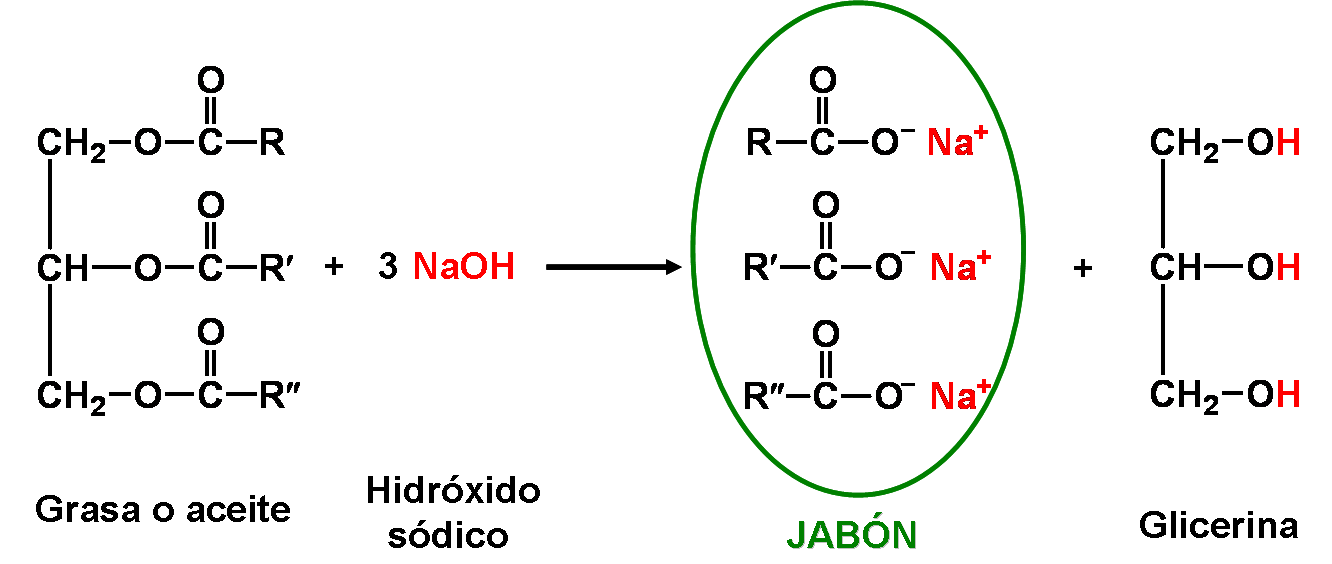 O
CH₂–O–C–R
O
CH–O–C–R′ + 3 NaOH
O
CH₂–O–C–R″
O
R–C–O⁻ Na⁺
O
R′–C–O⁻ Na⁺
O
R″–C–O⁻ Na⁺
+
CH₂–OH
CH–OH
CH₂–OH
Grasa o aceite
Hidróxido
sódico
JABÓN
Glicerina